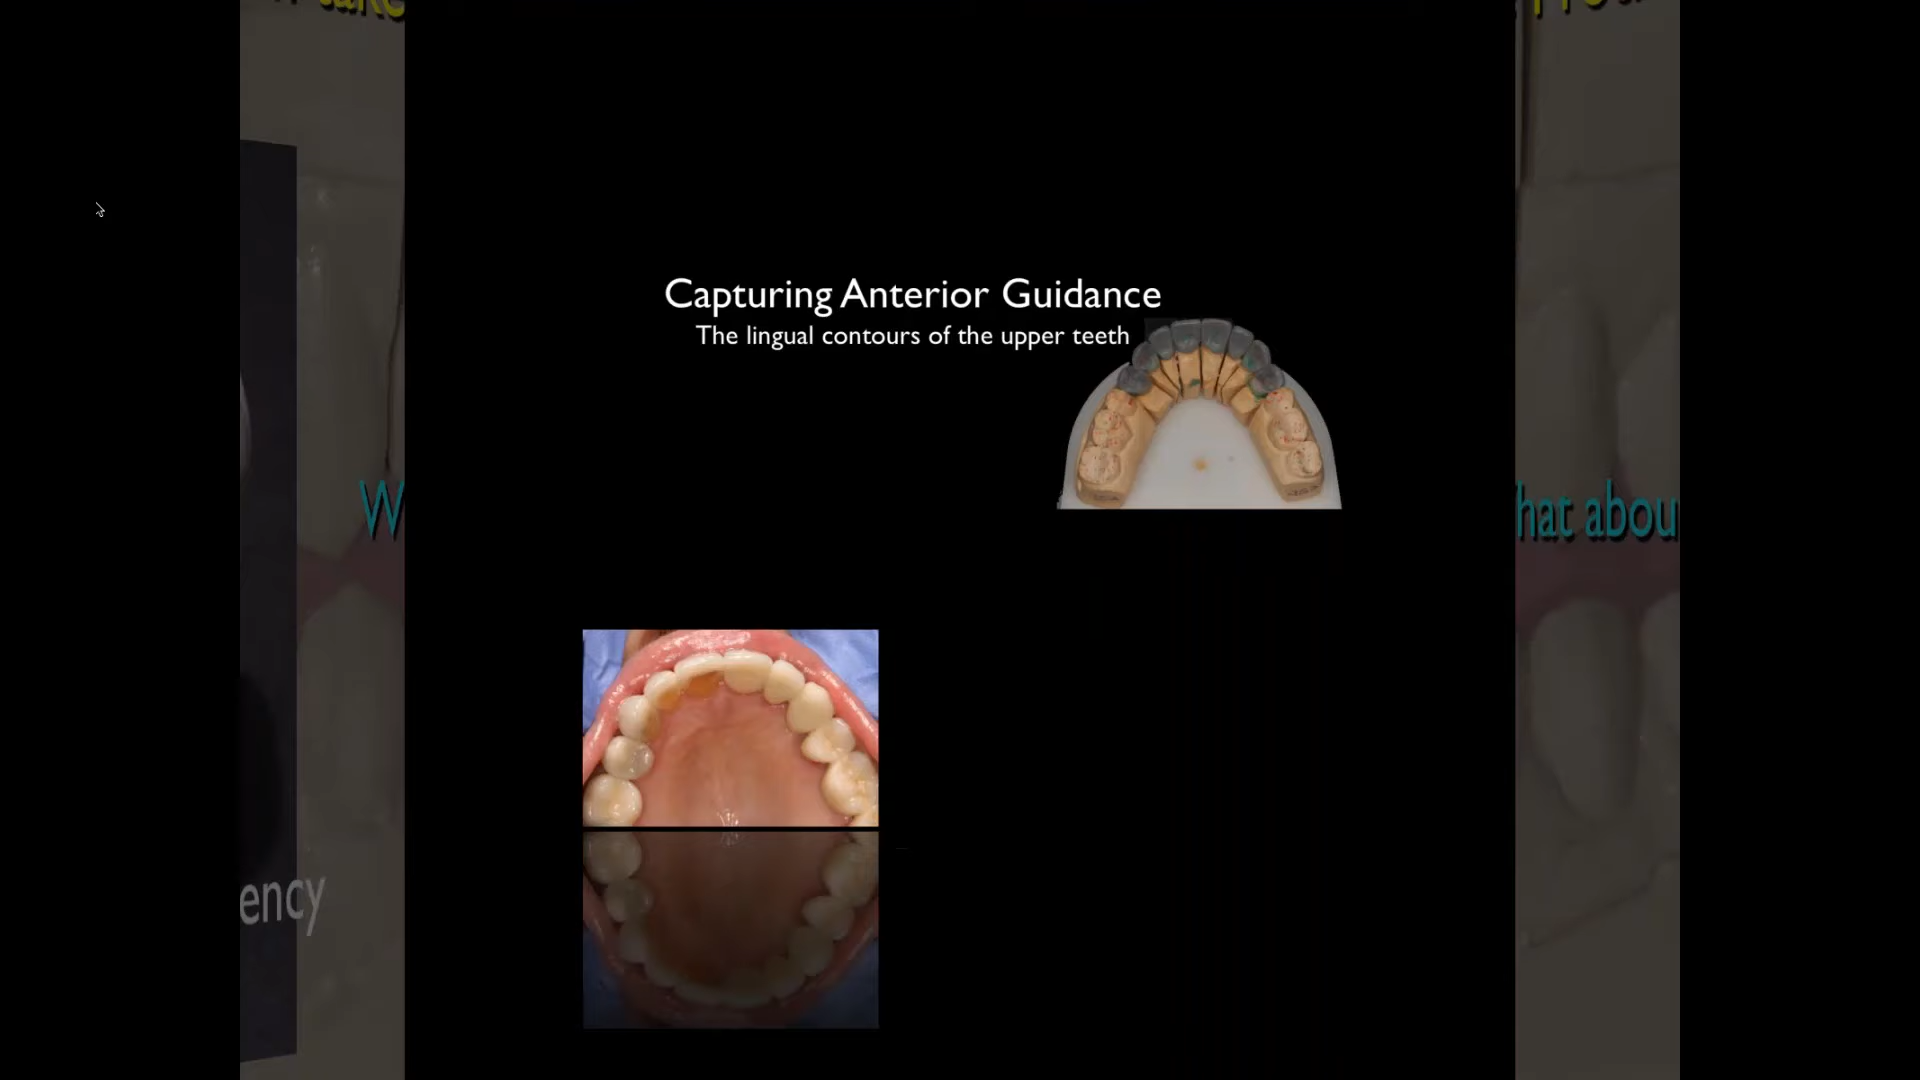 Capturing Anterior Guidance
The lingual contours of the upper teeth
W
hat abou
ency